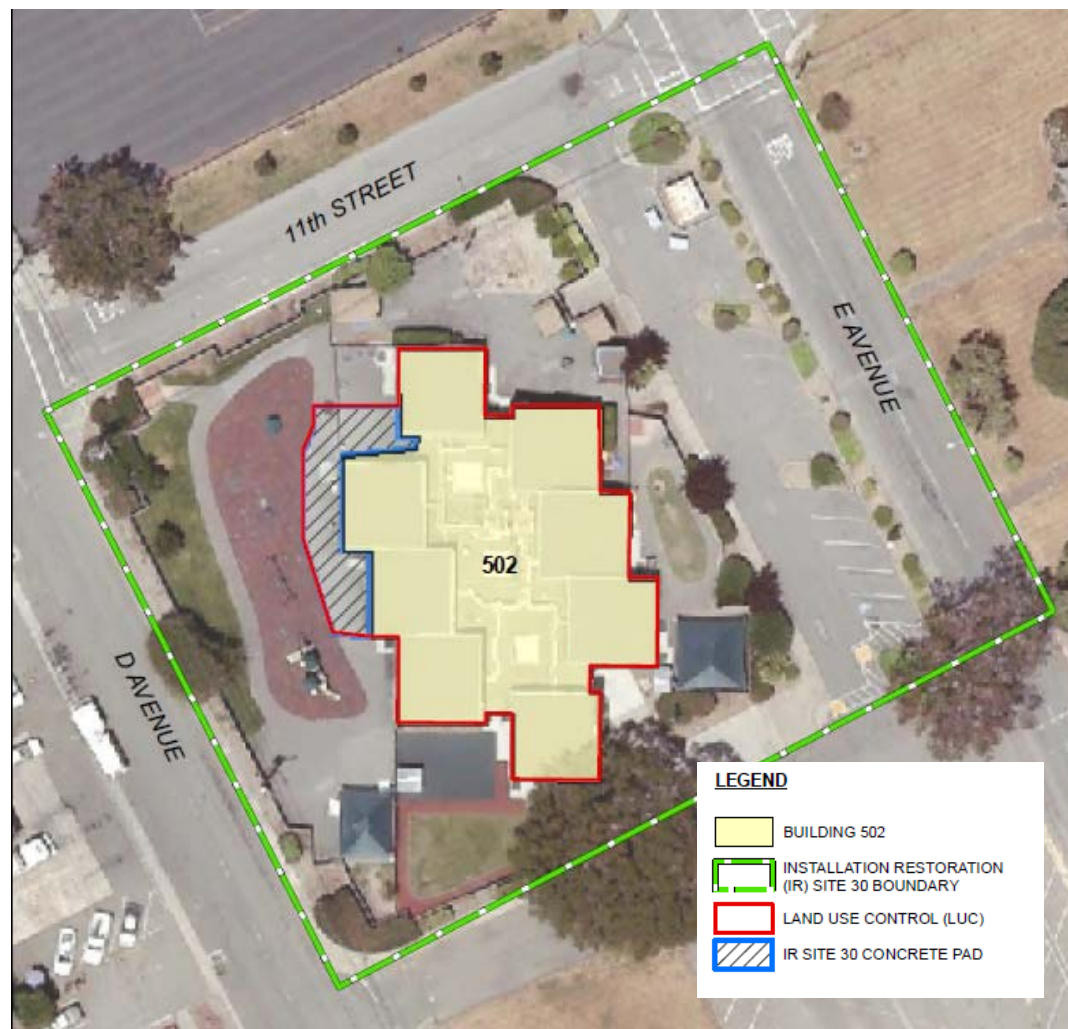 11th STREET
E AVENUE
502
D AVENUE
LEGEND
BUILDING 502
INSTALLATION RESTORATION
(IR) SITE 30 BOUNDARY
LAND USE CONTROL (LUC)
IR SITE 30 CONCRETE PAD